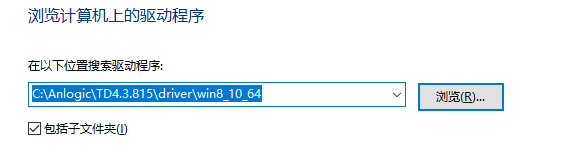 浏览计算机上的驱动程序
在以下位置搜索驱动程序:
C:\Anlogic\TD4.3.815\driver\win8_10_64
浏览(R)...
包括子文件夹(I)